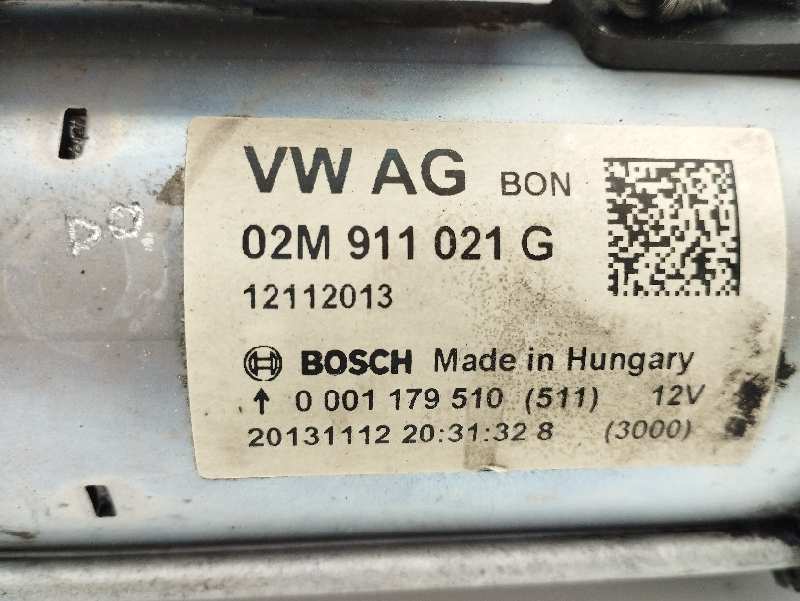 VW AG BON
02M 911 021 G
12112013
BOSCH Made in Hungary
↑ 0 001 179 510 (511) 12V
20131112 20:31:32 8 (3000)